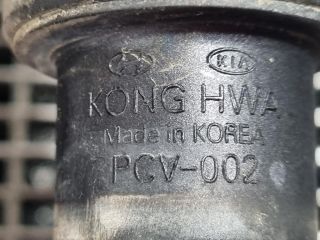 KIA
KONG HWA
Made in KOREA
PCV-002